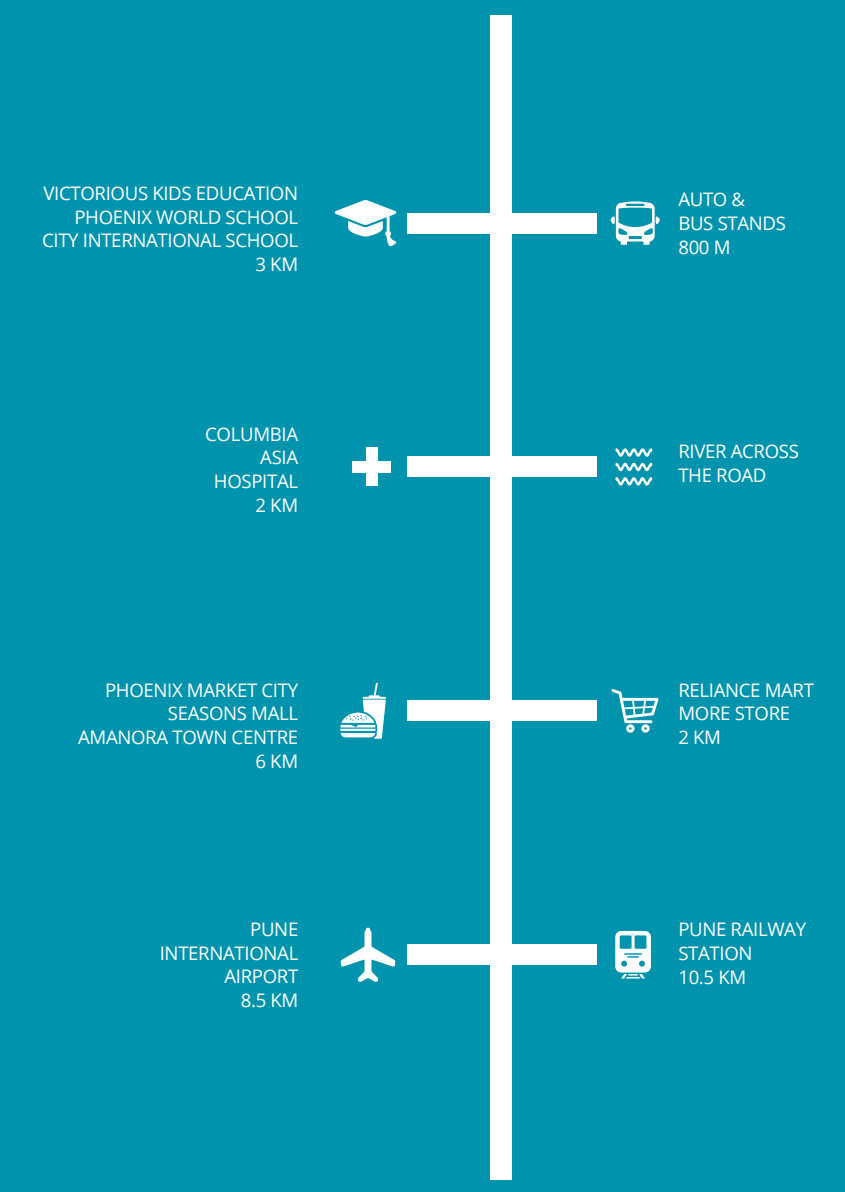 VICTORIOUS KIDS EDUCATION
PHOENIX WORLD SCHOOL
CITY INTERNATIONAL SCHOOL
3 KM
AUTO &
BUS STANDS
800 M
COLUMBIA
ASIA
HOSPITAL
2 KM
RIVER ACROSS
THE ROAD
PHOENIX MARKET CITY
SEASONS MALL
AMANORA TOWN CENTRE
6 KM
RELIANCE MART
MORE STORE
2 KM
PUNE
INTERNATIONAL
AIRPORT
8.5 KM
PUNE RAILWAY
STATION
10.5 KM